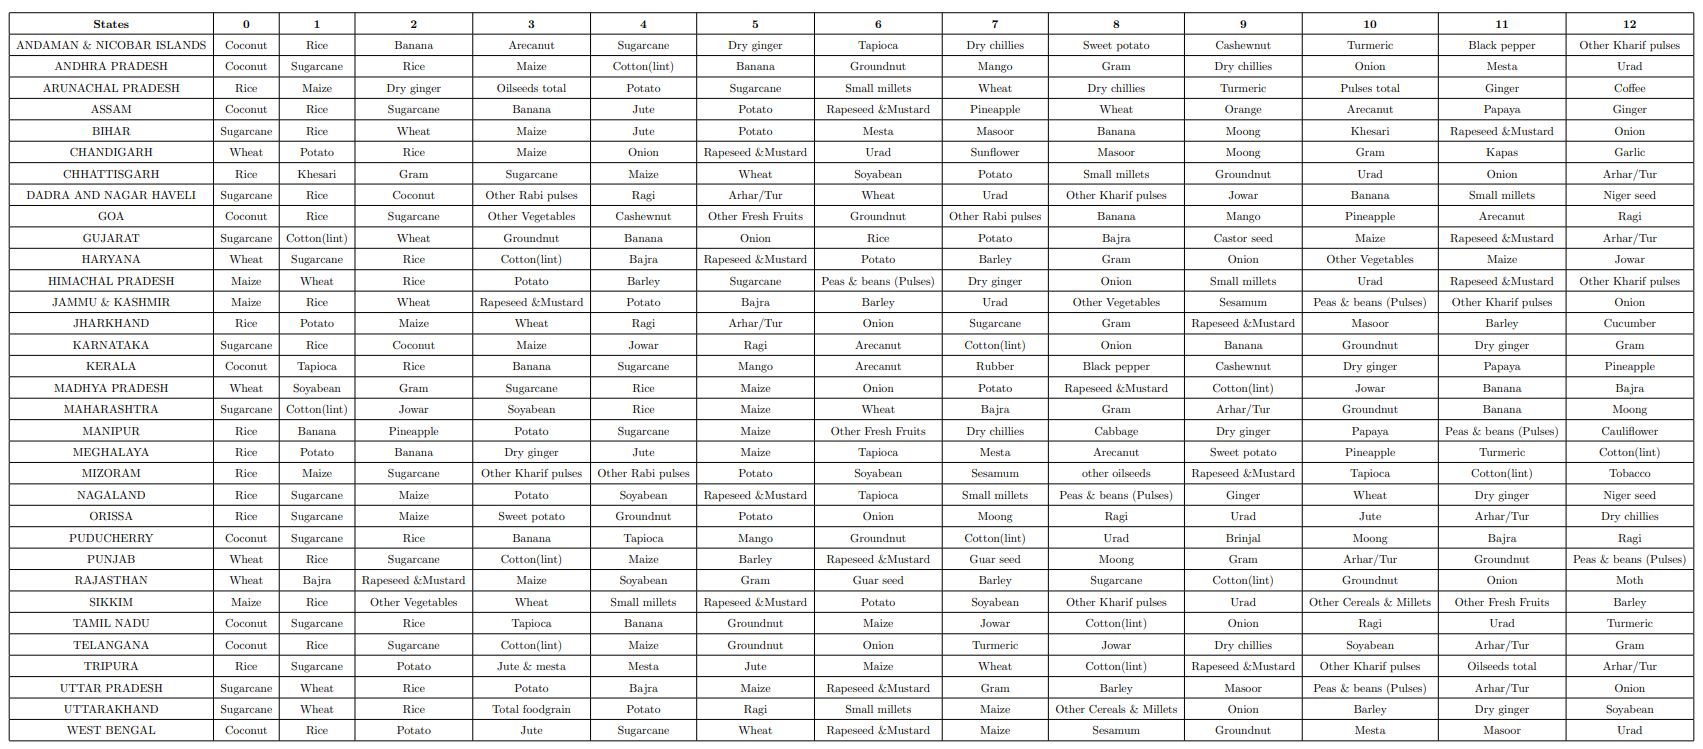 States 0 1 2 3 4 5 6 7 8 9 10 11 12
ANDAMAN & NICOBAR ISLANDS Coconut Rice Banana Arecanut Sugarcane Dry ginger Tapioca Dry chillies Sweet potato Cashewnut Turmeric Black pepper Other Kharif pulses
ANDHRA PRADESH Coconut Sugarcane Rice Maize Cotton(lint) Banana Groundnut Mango Gram Dry chillies Onion Mesta Urad
ARUNACHAL PRADESH Rice Maize Dry ginger Oilseeds total Potato Sugarcane Small millets Wheat Dry chillies Turmeric Pulses total Ginger Coffee
ASSAM Coconut Rice Sugarcane Banana Jute Potato Rapeseed &Mustard Pineapple Wheat Orange Arecanut Papaya Ginger
BIHAR Sugarcane Rice Wheat Maize Jute Potato Mesta Masoor Banana Moong Khesari Rapeseed &Mustard Onion
CHANDIGARH Wheat Potato Rice Maize Onion Rapeseed &Mustard Urad Sunflower Masoor Moong Gram Kapas Garlic
CHHATTISGARH Rice Khesari Gram Sugarcane Maize Wheat Soyabean Potato Small millets Groundnut Urad Onion Arhar/Tur
DADRA AND NAGAR HAVELI Sugarcane Rice Coconut Other Rabi pulses Ragi Arhar/Tur Wheat Urad Other Kharif pulses Jowar Banana Small millets Niger seed
GOA Coconut Rice Sugarcane Other Vegetables Cashewnut Other Fresh Fruits Groundnut Other Rabi pulses Banana Mango Pineapple Arecanut Ragi
GUJARAT Sugarcane Cotton(lint) Wheat Groundnut Banana Onion Rice Potato Bajra Castor seed Maize Rapeseed &Mustard Arhar/Tur
HARYANA Wheat Sugarcane Rice Cotton(lint) Bajra Rapeseed &Mustard Potato Barley Gram Onion Other Vegetables Maize Jowar
HIMACHAL PRADESH Maize Wheat Rice Potato Barley Sugarcane Peas & beans (Pulses) Dry ginger Onion Small millets Urad Rapeseed &Mustard Other Kharif pulses
JAMMU & KASHMIR Maize Rice Wheat Rapeseed &Mustard Potato Bajra Barley Urad Other Vegetables Sesamum Peas & beans (Pulses) Other Kharif pulses Onion
JHARKHAND Rice Potato Maize Wheat Ragi Arhar/Tur Onion Sugarcane Gram Rapeseed &Mustard Masoor Barley Cucumber
KARNATAKA Sugarcane Rice Coconut Maize Jowar Ragi Arecanut Cotton(lint) Onion Banana Groundnut Dry ginger Gram
KERALA Coconut Tapioca Rice Banana Sugarcane Mango Arecanut Rubber Black pepper Cashewnut Dry ginger Papaya Pineapple
MADHYA PRADESH Wheat Soyabean Gram Sugarcane Rice Maize Onion Potato Rapeseed &Mustard Cotton(lint) Jowar Banana Bajra
MAHARASHTRA Sugarcane Cotton(lint) Jowar Soyabean Rice Maize Wheat Bajra Gram Arhar/Tur Groundnut Banana Moong
MANIPUR Rice Banana Pineapple Potato Sugarcane Maize Other Fresh Fruits Dry chillies Cabbage Dry ginger Papaya Peas & beans (Pulses) Cauliflower
MEGHALAYA Rice Potato Banana Dry ginger Jute Maize Tapioca Mesta Arecanut Sweet potato Pineapple Turmeric Cotton(lint)
MIZORAM Rice Maize Sugarcane Other Kharif pulses Other Rabi pulses Potato Soyabean Sesamum other oilseeds Rapeseed &Mustard Tapioca Cotton(lint) Tobacco
NAGALAND Rice Sugarcane Maize Potato Soyabean Rapeseed &Mustard Tapioca Small millets Peas & beans (Pulses) Ginger Wheat Dry ginger Niger seed
ORISSA Rice Sugarcane Maize Sweet potato Groundnut Potato Onion Moong Ragi Urad Jute Arhar/Tur Dry chillies
PUDUCHERRY Coconut Sugarcane Rice Banana Tapioca Mango Groundnut Cotton(lint) Urad Brinjal Moong Bajra Ragi
PUNJAB Wheat Rice Sugarcane Cotton(lint) Maize Barley Rapeseed &Mustard Guar seed Moong Gram Arhar/Tur Groundnut Peas & beans (Pulses)
RAJASTHAN Wheat Bajra Rapeseed &Mustard Maize Soyabean Gram Guar seed Barley Sugarcane Cotton(lint) Groundnut Onion Moth
SIKKIM Maize Rice Other Vegetables Wheat Small millets Rapeseed &Mustard Potato Soyabean Other Kharif pulses Urad Other Cereals & Millets Other Fresh Fruits Barley
TAMIL NADU Coconut Sugarcane Rice Tapioca Banana Groundnut Maize Jowar Cotton(lint) Onion Ragi Urad Turmeric
TELANGANA Coconut Rice Sugarcane Cotton(lint) Maize Groundnut Onion Turmeric Jowar Dry chillies Soyabean Arhar/Tur Gram
TRIPURA Rice Sugarcane Potato Jute & mesta Mesta Jute Maize Wheat Cotton(lint) Rapeseed &Mustard Other Kharif pulses Oilseeds total Arhar/Tur
UTTAR PRADESH Sugarcane Wheat Rice Potato Bajra Maize Rapeseed &Mustard Gram Barley Masoor Peas & beans (Pulses) Arhar/Tur Onion
UTTARAKHAND Sugarcane Wheat Rice Total foodgrain Potato Ragi Small millets Maize Other Cereals & Millets Onion Barley Dry ginger Soyabean
WEST BENGAL Coconut Rice Potato Jute Sugarcane Wheat Rapeseed &Mustard Maize Sesamum Groundnut Mesta Masoor Urad